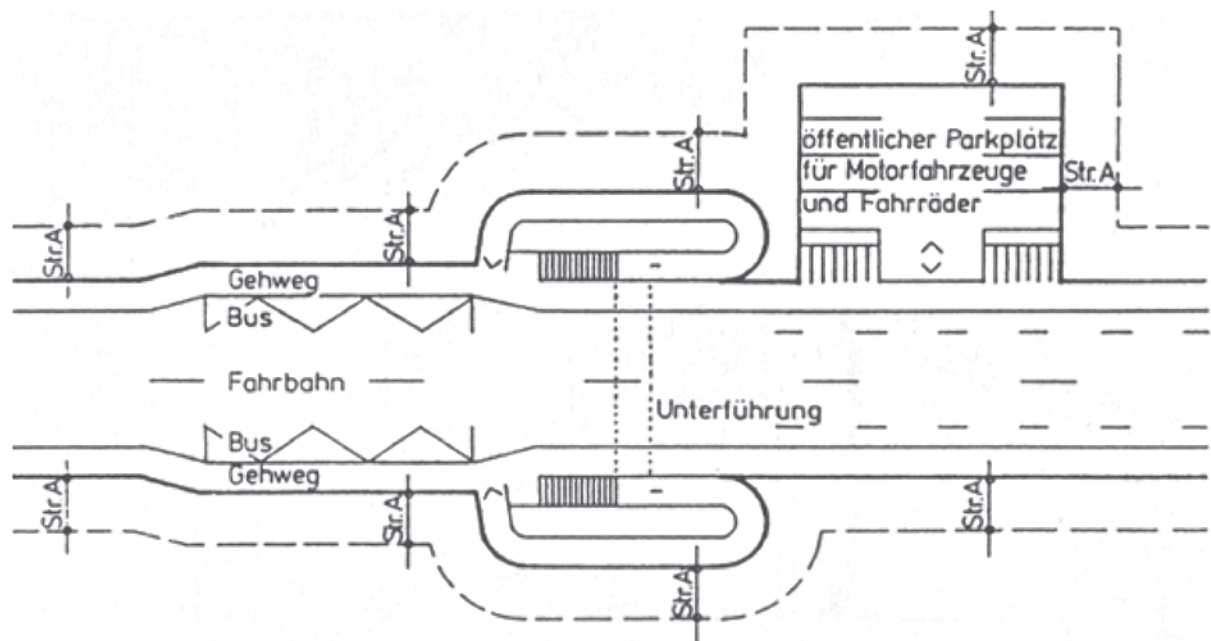 Str.A
Str.A
öffentlicher Parkplatz
für Motorfahrzeuge
und Fahrräder
Str.A
Str.A
Str.A
Gehweg
Bus
Fahrbahn
Unterführung
Bus
Gehweg
Str.A
Str.A
Str.A
Str.A